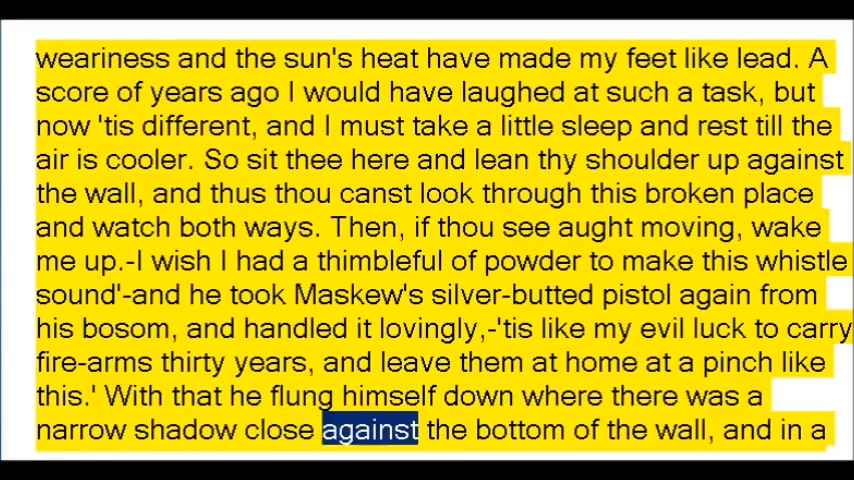 weariness and the sun's heat have made my feet like lead. A
score of years ago I would have laughed at such a task, but
now 'tis different, and I must take a little sleep and rest till the
air is cooler. So sit thee here and lean thy shoulder up against
the wall, and thus thou canst look through this broken place
and watch both ways. Then, if thou see aught moving, wake
me up.-I wish I had a thimbleful of powder to make this whistle
sound'-and he took Maskew's silver-butted pistol again from
his bosom, and handled it lovingly,-'tis like my evil luck to carry
fire-arms thirty years, and leave them at home at a pinch like
this.' With that he flung himself down where there was a
narrow shadow close against the bottom of the wall, and in a